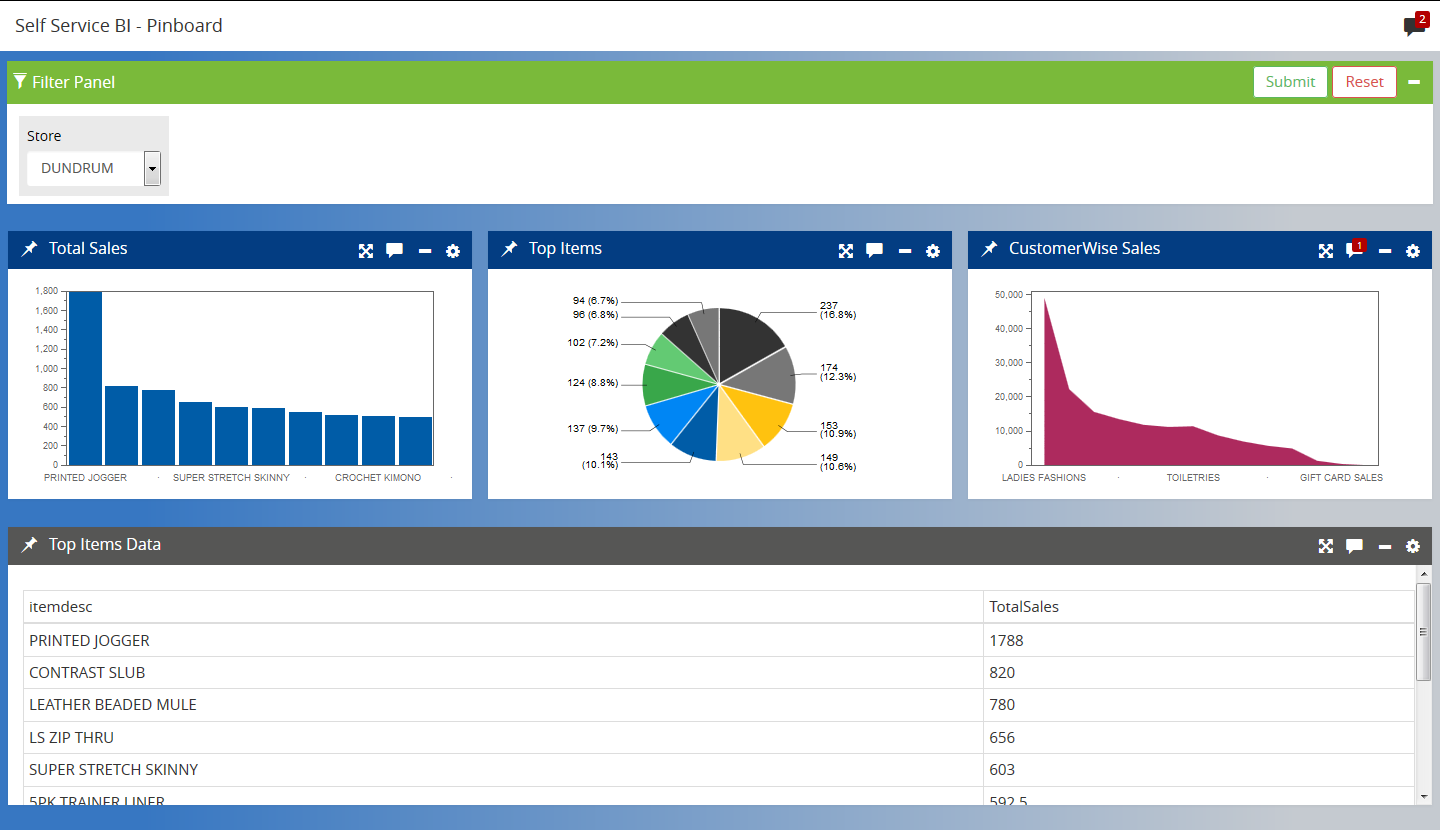 Self Service BI - Pinboard
2
Filter Panel
Submit
Reset
Store
DUNDRUM
Total Sales
1,800
1,600
1,400
1,200
1,000
800
600
400
200
0
PRINTED JOGGER
SUPER STRETCH SKINNY
CROCHET KIMONO
Top Items
94 (6.7%)
96 (6.8%)
102 (7.2%)
124 (8.8%)
137 (9.7%)
143
(10.1%)
237
(16.8%)
174
(12.3%)
153
(10.9%)
149
(10.6%)
CustomerWise Sales
1
50,000
40,000
30,000
20,000
10,000
0
LADIES FASHIONS
TOILETRIES
GIFT CARD SALES
Top Items Data
itemdesc TotalSales
PRINTED JOGGER 1788
CONTRAST SLUB 820
LEATHER BEADED MULE 780
LS ZIP THRU 656
SUPER STRETCH SKINNY 603
5PK TRAINER LINER 592.5